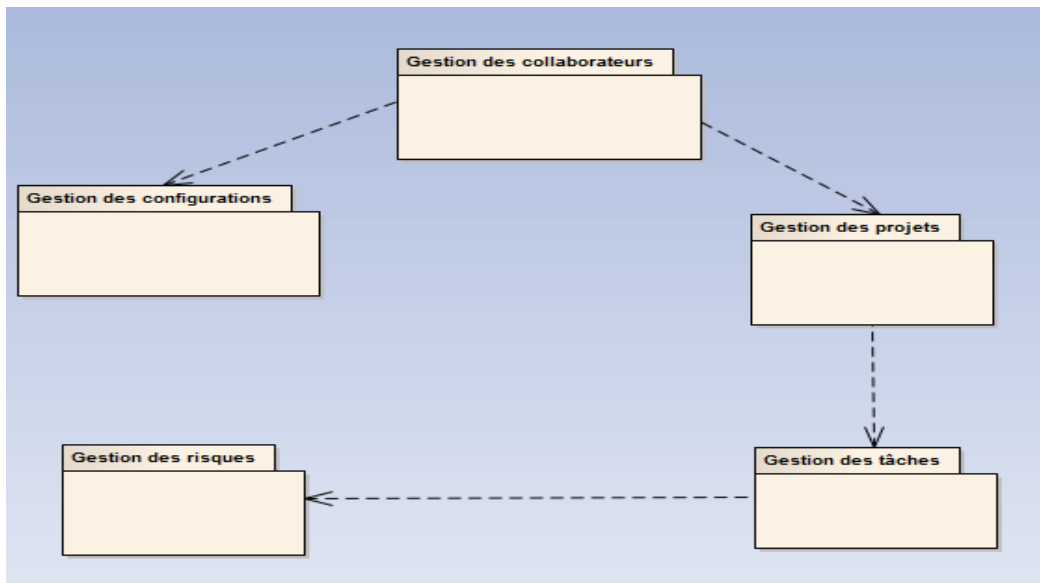 Gestion des collaborateurs
Gestion des configurations
Gestion des projets
Gestion des risques
Gestion des tâches